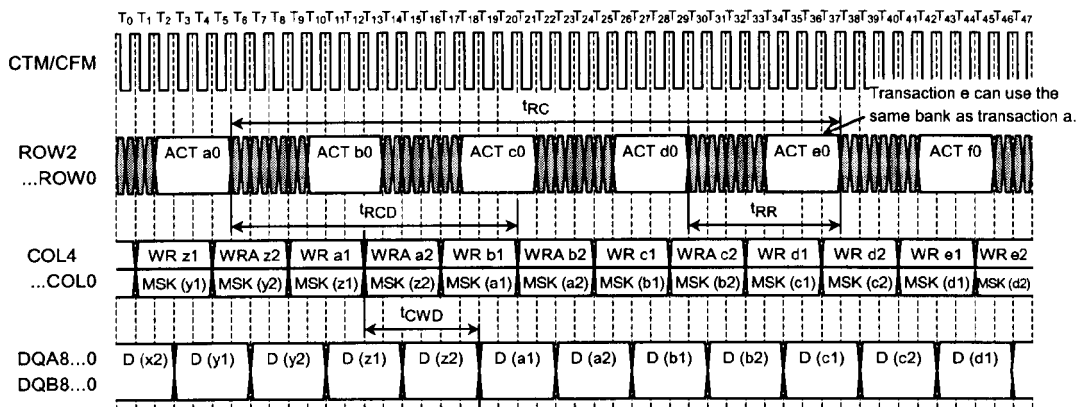 T0 T1 T2 T3 T4 T5 T6 T7 T8 T9 T10 T11 T12 T13 T14 T15 T16 T17 T18 T19 T20 T21 T22 T23 T24 T25 T26 T27 T28 T29 T30 T31 T32 T33 T34 T35 T36 T37 T38 T39 T40 T41 T42 T43 T44 T45 T46 T47
CTM/CFM
tRC
Transaction e can use the
same bank as transaction a.
ROW2
...ROW0
ACT a0 ACT b0 ACT c0 ACT d0 ACT e0 ACT f0
tRCD tRR
COL4
...COL0
WR z1 WRA z2 WR a1 WRA a2 WR b1 WRA b2 WR c1 WRA c2 WR d1 WR d2 WR e1 WR e2
MSK (y1) MSK (y2) MSK (z1) MSK (z2) MSK (a1) MSK (a2) MSK (b1) MSK (b2) MSK (c1) MSK (c2) MSK (d1) MSK (d2)
tCWD
DQA8...0
DQB8...0
D (x2) D (y1) D (y2) D (z1) D (z2) D (a1) D (a2) D (b1) D (b2) D (c1) D (c2) D (d1)